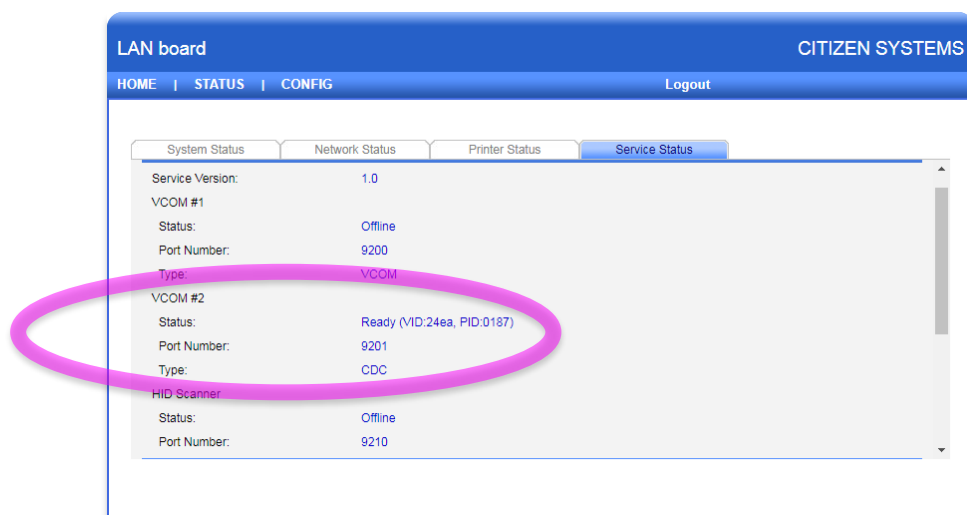 LAN board CITIZEN SYSTEMS
HOME | STATUS | CONFIG Logout
System Status Network Status Printer Status Service Status
Service Version: 1.0
VCOM #1
Status: Offline
Port Number: 9200
Type: VCOM
VCOM #2
Status: Ready (VID:24ea, PID:0187)
Port Number: 9201
Type: CDC
HID Scanner
Status: Offline
Port Number: 9210